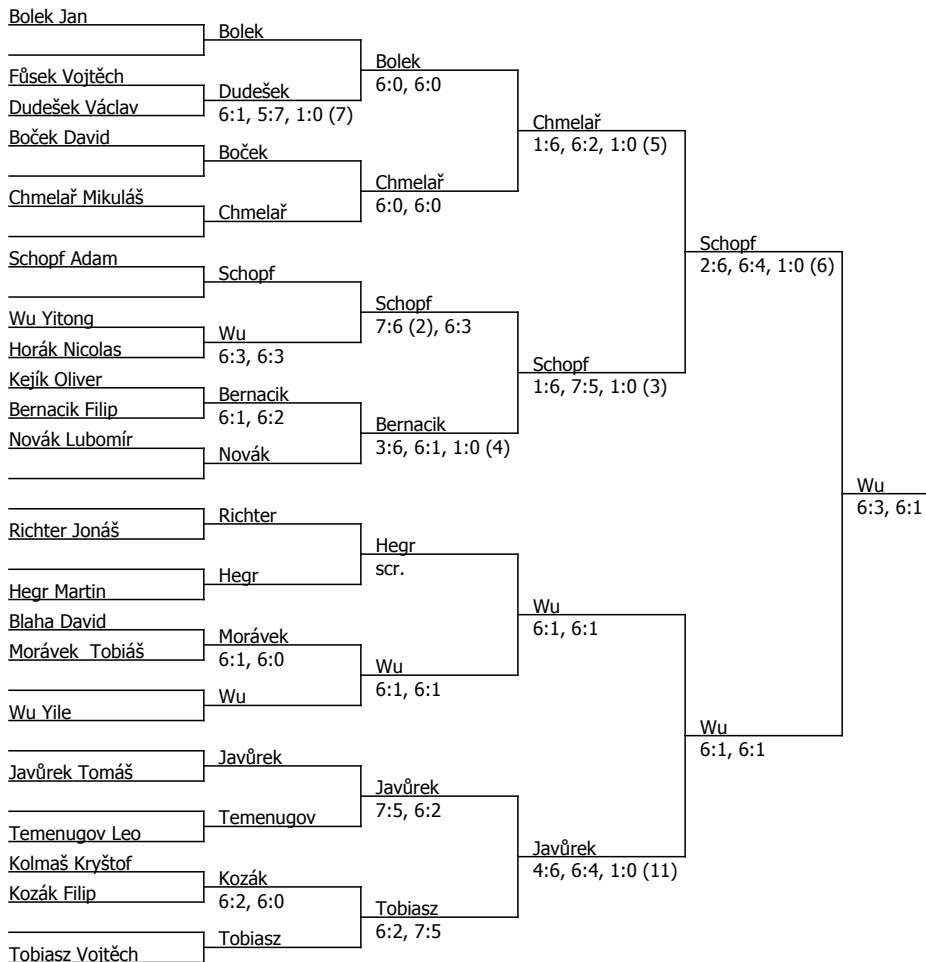 Bolek Jan
Bolek
Bolek
6:0, 6:0
Fůsek Vojtěch
Dudešek
Dudešek Václav
6:1, 5:7, 1:0 (7)
Chmelař
1:6, 6:2, 1:0 (5)
Boček David
Boček
Chmelař
6:0, 6:0
Chmelař Mikuláš
Chmelař
Schopf
2:6, 6:4, 1:0 (6)
Schopf Adam
Schopf
Schopf
7:6 (2), 6:3
Wu Yitong
Wu
Horák Nicolas
6:3, 6:3
Schopf
1:6, 7:5, 1:0 (3)
Kejík Oliver
Bernacik
Bernacik Filip
6:1, 6:2
Bernacik
3:6, 6:1, 1:0 (4)
Novák Lubomír
Novák
Wu
6:3, 6:1
Richter
Richter Jonáš
Hegr
scr.
Hegr
Hegr Martin
Wu
6:1, 6:1
Blaha David
Morávek
Morávek  Tobiáš
6:1, 6:0
Wu
6:1, 6:1
Wu
Wu Yile
Wu
6:1, 6:1
Javůrek
Javůrek Tomáš
Javůrek
7:5, 6:2
Temenugov
Temenugov Leo
Javůrek
4:6, 6:4, 1:0 (11)
Kolmaš Kryštof
Kozák
Kozák Filip
6:2, 6:0
Tobiasz
6:2, 7:5
Tobiasz
Tobiasz Vojtěch